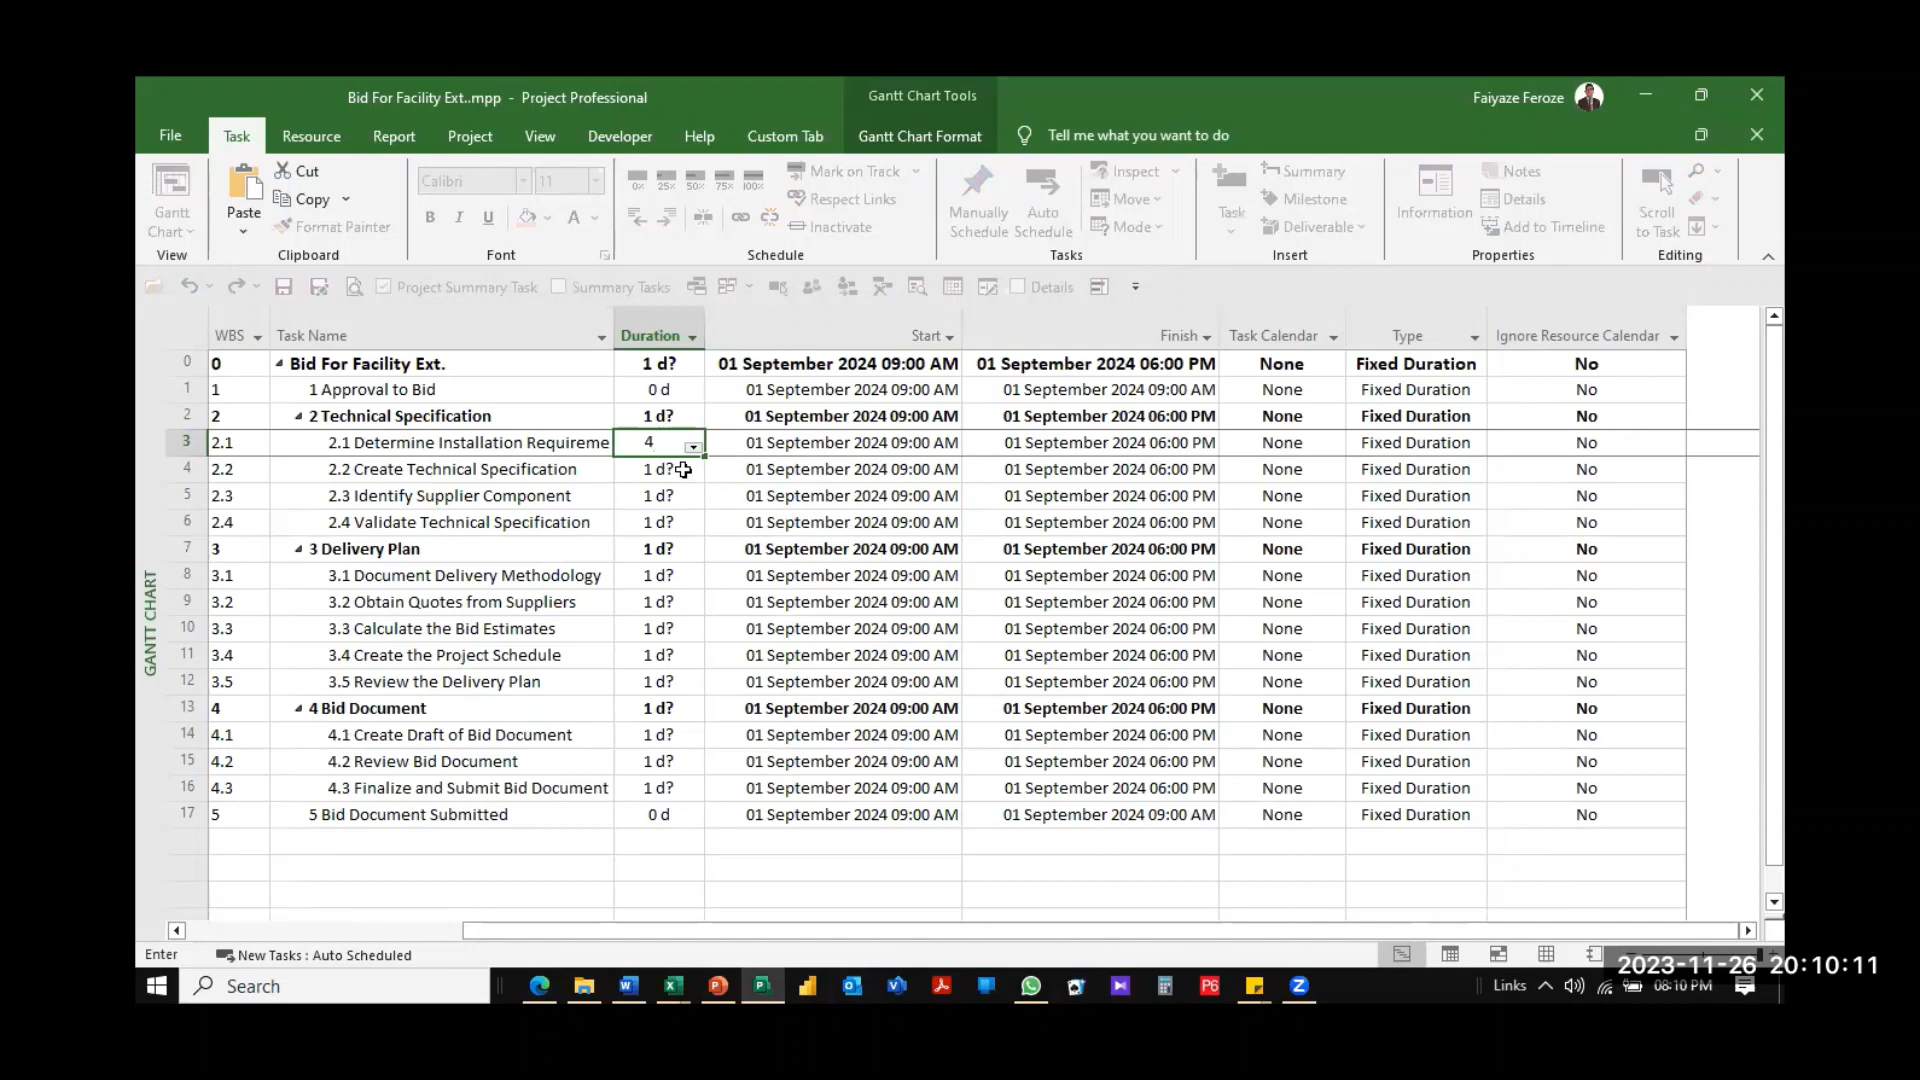 Bid For Facility Ext..mpp - Project Professional
Gantt Chart Tools
Faiyaze Feroze
File Task Resource Report Project View Developer Help Custom Tab Gantt Chart Format Tell me what you want to do
Gantt Chart
View
Paste
Cut
Copy
Format Painter
Clipboard
Calibri 11
B I U A
Font
0% 25% 50% 75% 100%
Mark on Track
Respect Links
Inactivate
Schedule
Manually Schedule
Auto Schedule
Inspect
Move
Mode
Tasks
Task
Summary
Milestone
Deliverable
Insert
Information
Notes
Details
Add to Timeline
Properties
Scroll to Task
Editing
Project Summary Task Summary Tasks Details
WBS Task Name Duration Start Finish Task Calendar Type Ignore Resource Calendar
0 0 Bid For Facility Ext. 1 d? 01 September 2024 09:00 AM 01 September 2024 06:00 PM None Fixed Duration No
1 1 1 Approval to Bid 0 d 01 September 2024 09:00 AM 01 September 2024 09:00 AM None Fixed Duration No
2 2 2 Technical Specification 1 d? 01 September 2024 09:00 AM 01 September 2024 06:00 PM None Fixed Duration No
3 2.1 2.1 Determine Installation Requireme 4 01 September 2024 09:00 AM 01 September 2024 06:00 PM None Fixed Duration No
4 2.2 2.2 Create Technical Specification 1 d? 01 September 2024 09:00 AM 01 September 2024 06:00 PM None Fixed Duration No
5 2.3 2.3 Identify Supplier Component 1 d? 01 September 2024 09:00 AM 01 September 2024 06:00 PM None Fixed Duration No
6 2.4 2.4 Validate Technical Specification 1 d? 01 September 2024 09:00 AM 01 September 2024 06:00 PM None Fixed Duration No
7 3 3 Delivery Plan 1 d? 01 September 2024 09:00 AM 01 September 2024 06:00 PM None Fixed Duration No
8 3.1 3.1 Document Delivery Methodology 1 d? 01 September 2024 09:00 AM 01 September 2024 06:00 PM None Fixed Duration No
9 3.2 3.2 Obtain Quotes from Suppliers 1 d? 01 September 2024 09:00 AM 01 September 2024 06:00 PM None Fixed Duration No
10 3.3 3.3 Calculate the Bid Estimates 1 d? 01 September 2024 09:00 AM 01 September 2024 06:00 PM None Fixed Duration No
11 3.4 3.4 Create the Project Schedule 1 d? 01 September 2024 09:00 AM 01 September 2024 06:00 PM None Fixed Duration No
12 3.5 3.5 Review the Delivery Plan 1 d? 01 September 2024 09:00 AM 01 September 2024 06:00 PM None Fixed Duration No
13 4 4 Bid Document 1 d? 01 September 2024 09:00 AM 01 September 2024 06:00 PM None Fixed Duration No
14 4.1 4.1 Create Draft of Bid Document 1 d? 01 September 2024 09:00 AM 01 September 2024 06:00 PM None Fixed Duration No
15 4.2 4.2 Review Bid Document 1 d? 01 September 2024 09:00 AM 01 September 2024 06:00 PM None Fixed Duration No
16 4.3 4.3 Finalize and Submit Bid Document 1 d? 01 September 2024 09:00 AM 01 September 2024 06:00 PM None Fixed Duration No
17 5 5 Bid Document Submitted 0 d 01 September 2024 09:00 AM 01 September 2024 09:00 AM None Fixed Duration No
GANTT CHART
Enter New Tasks : Auto Scheduled
2023-11-26 20:10:11
Search P6 Links 08:10 PM